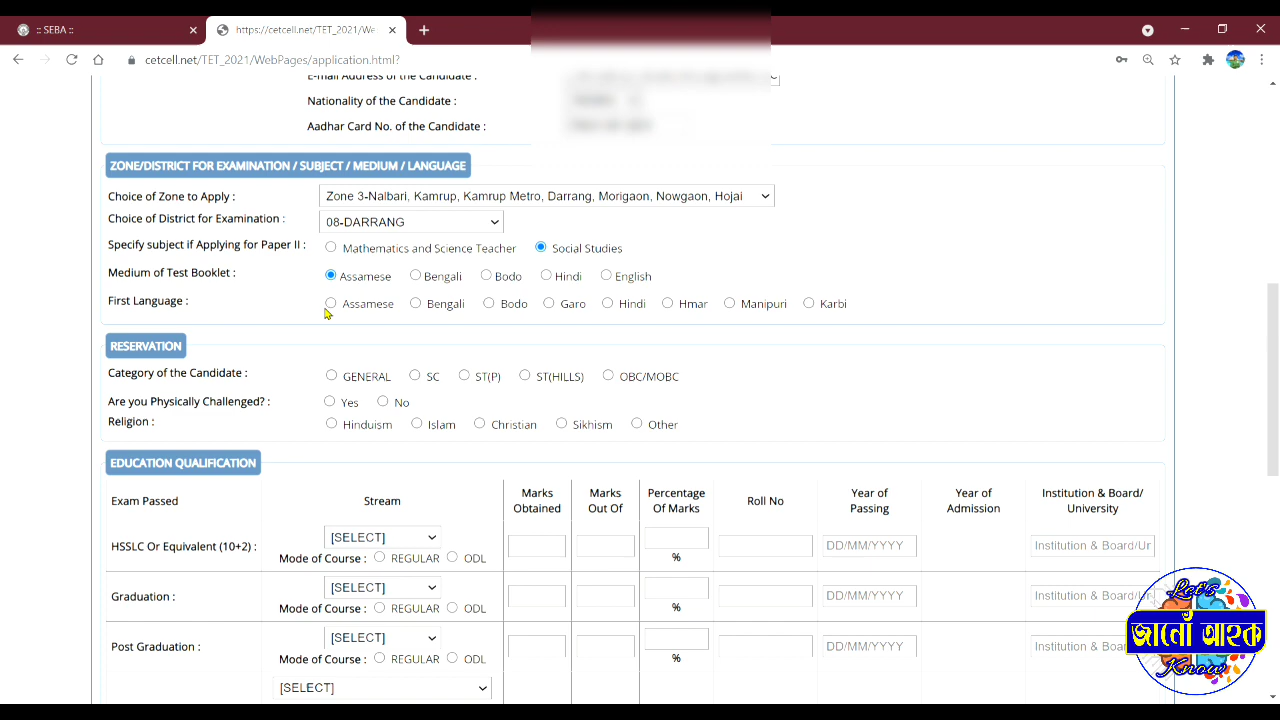 :: SEBA ::
https://cetcell.net/TET_2021/We
cetcell.net/TET_2021/WebPages/application.html?
E-mail Address of the Candidate :
Nationality of the Candidate :
Aadhar Card No. of the Candidate :
ZONE/DISTRICT FOR EXAMINATION / SUBJECT / MEDIUM / LANGUAGE
Choice of Zone to Apply : Zone 3-Nalbari, Kamrup, Kamrup Metro, Darrang, Morigaon, Nowgaon, Hojai
Choice of District for Examination : 08-DARRANG
Specify subject if Applying for Paper II : Mathematics and Science Teacher Social Studies
Medium of Test Booklet : Assamese Bengali Bodo Hindi English
First Language : Assamese Bengali Bodo Garo Hindi Hmar Manipuri Karbi
RESERVATION
Category of the Candidate : GENERAL SC ST(P) ST(HILLS) OBC/MOBC
Are you Physically Challenged? : Yes No
Religion : Hinduism Islam Christian Sikhism Other
EDUCATION QUALIFICATION
Exam Passed Stream Marks Obtained Marks Out Of Percentage Of Marks Roll No Year of Passing Year of Admission Institution & Board/ University
HSSLC Or Equivalent (10+2) : [SELECT] DD/MM/YYYY Institution & Board/Ur
Mode of Course : REGULAR ODL %
Graduation : [SELECT] DD/MM/YYYY Institution & Board/U
Mode of Course : REGULAR ODL %
Post Graduation : [SELECT] DD/MM/YYYY Institution & Boar
Mode of Course : REGULAR ODL %
[SELECT]
Let's
জানোঁ আহক
Know